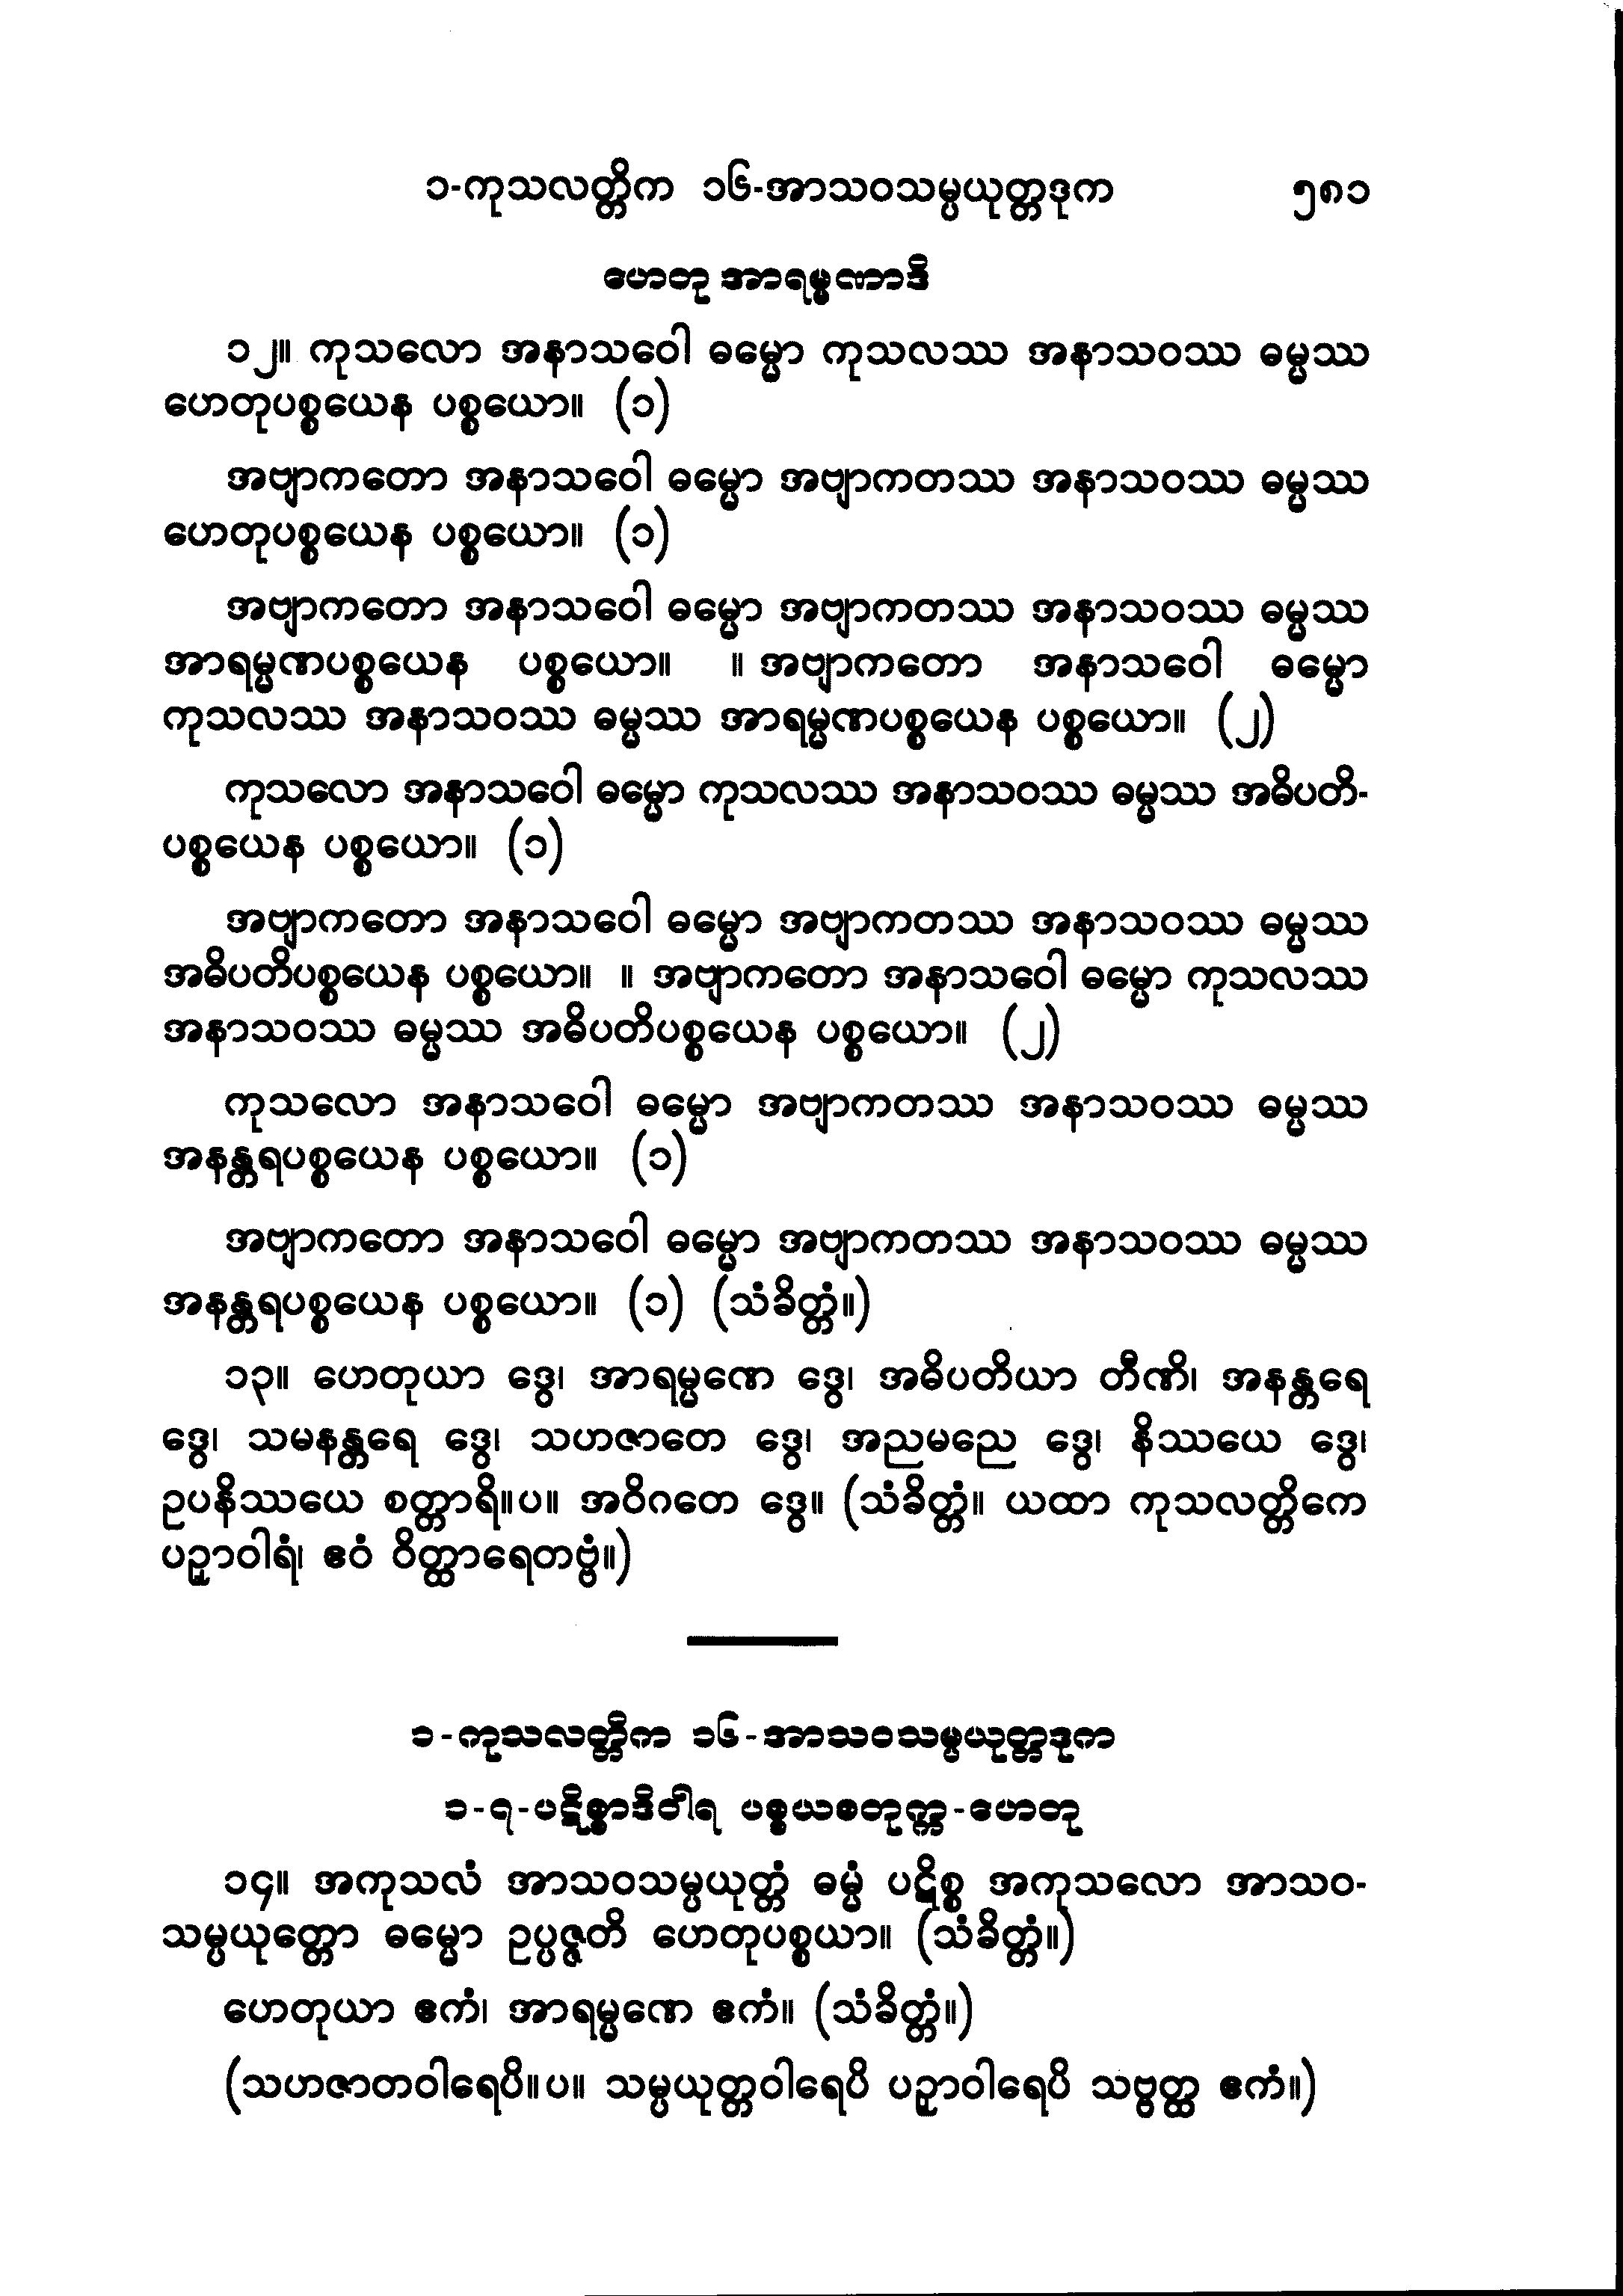 ၁-ကုသလတ္တိက ၁၆-အာသဝသမ္ပယုတ္တဒုက ၅၈၁
ဟေတု အာရမ္မဏာဒိ
၁၂။ ကုသလော အနာသဝေါ ဓမ္မော ကုသလဿ အနာသဝဿ ဓမ္မဿ
ဟေတုပစ္စယေန ပစ္စယော။ (၁)
အဗျာကတော အနာသဝေါ ဓမ္မော အဗျာကတဿ အနာသဝဿ ဓမ္မဿ
ဟေတုပစ္စယေန ပစ္စယော။ (၁)
အဗျာကတော အနာသဝေါ ဓမ္မော အဗျာကတဿ အနာသဝဿ ဓမ္မဿ
အာရမ္မဏပစ္စယေန ပစ္စယော။ ။ အဗျာကတော အနာသဝေါ ဓမ္မော
ကုသလဿ အနာသဝဿ ဓမ္မဿ အာရမ္မဏပစ္စယေန ပစ္စယော။ (၂)
ကုသလော အနာသဝေါ ဓမ္မော ကုသလဿ အနာသဝဿ ဓမ္မဿ အဓိပတိ-
ပစ္စယေန ပစ္စယော။ (၁)
အဗျာကတော အနာသဝေါ ဓမ္မော အဗျာကတဿ အနာသဝဿ ဓမ္မဿ
အဓိပတိပစ္စယေန ပစ္စယော။ ။ အဗျာကတော အနာသဝေါ ဓမ္မော ကုသလဿ
အနာသဝဿ ဓမ္မဿ အဓိပတိပစ္စယေန ပစ္စယော။ (၂)
ကုသလော အနာသဝေါ ဓမ္မော အဗျာကတဿ အနာသဝဿ ဓမ္မဿ
အနန္တရပစ္စယေန ပစ္စယော။ (၁)
အဗျာကတော အနာသဝေါ ဓမ္မော အဗျာကတဿ အနာသဝဿ ဓမ္မဿ
အနန္တရပစ္စယေန ပစ္စယော။ (၁) (သံခိတ္တံ။)
၁၃။ ဟေတုယာ ဒွေ၊ အာရမ္မဏေ ဒွေ၊ အဓိပတိယာ တီဏိ၊ အနန္တရေ
ဒွေ၊ သမနန္တရေ ဒွေ၊ သဟဇာတေ ဒွေ၊ အညမညေ ဒွေ၊ နိဿယေ ဒွေ၊
ဥပနိဿယေ စတ္တာရိ။ပ။ အဝိဂတေ ဒွေ။ (သံခိတ္တံ။ ယထာ ကုသလတ္တိကေ
ပဉှာဝါရံ၊ ဧဝံ ဝိတ္ထာရေတဗ္ဗံ။)
၁-ကုသလတ္တိက ၁၆-အာသဝသမ္ပယုတ္တဒုက
၁-၇-ပဋိစ္စာဒိဝါရ ပစ္စယစတုက္က-ဟေတု
၁၄။ အကုသလံ အာသဝသမ္ပယုတ္တံ ဓမ္မံ ပဋိစ္စ အကုသလော အာသဝ-
သမ္ပယုတ္တော ဓမ္မော ဥပ္ပဇ္ဇတိ ဟေတုပစ္စယာ။ (သံခိတ္တံ။)
ဟေတုယာ ဧကံ၊ အာရမ္မဏေ ဧကံ။ (သံခိတ္တံ။)
(သဟဇာတဝါရေပိ။ပ။ သမ္ပယုတ္တဝါရေပိ ပဉှာဝါရေပိ သဗ္ဗတ္ထ ဧကံ။)